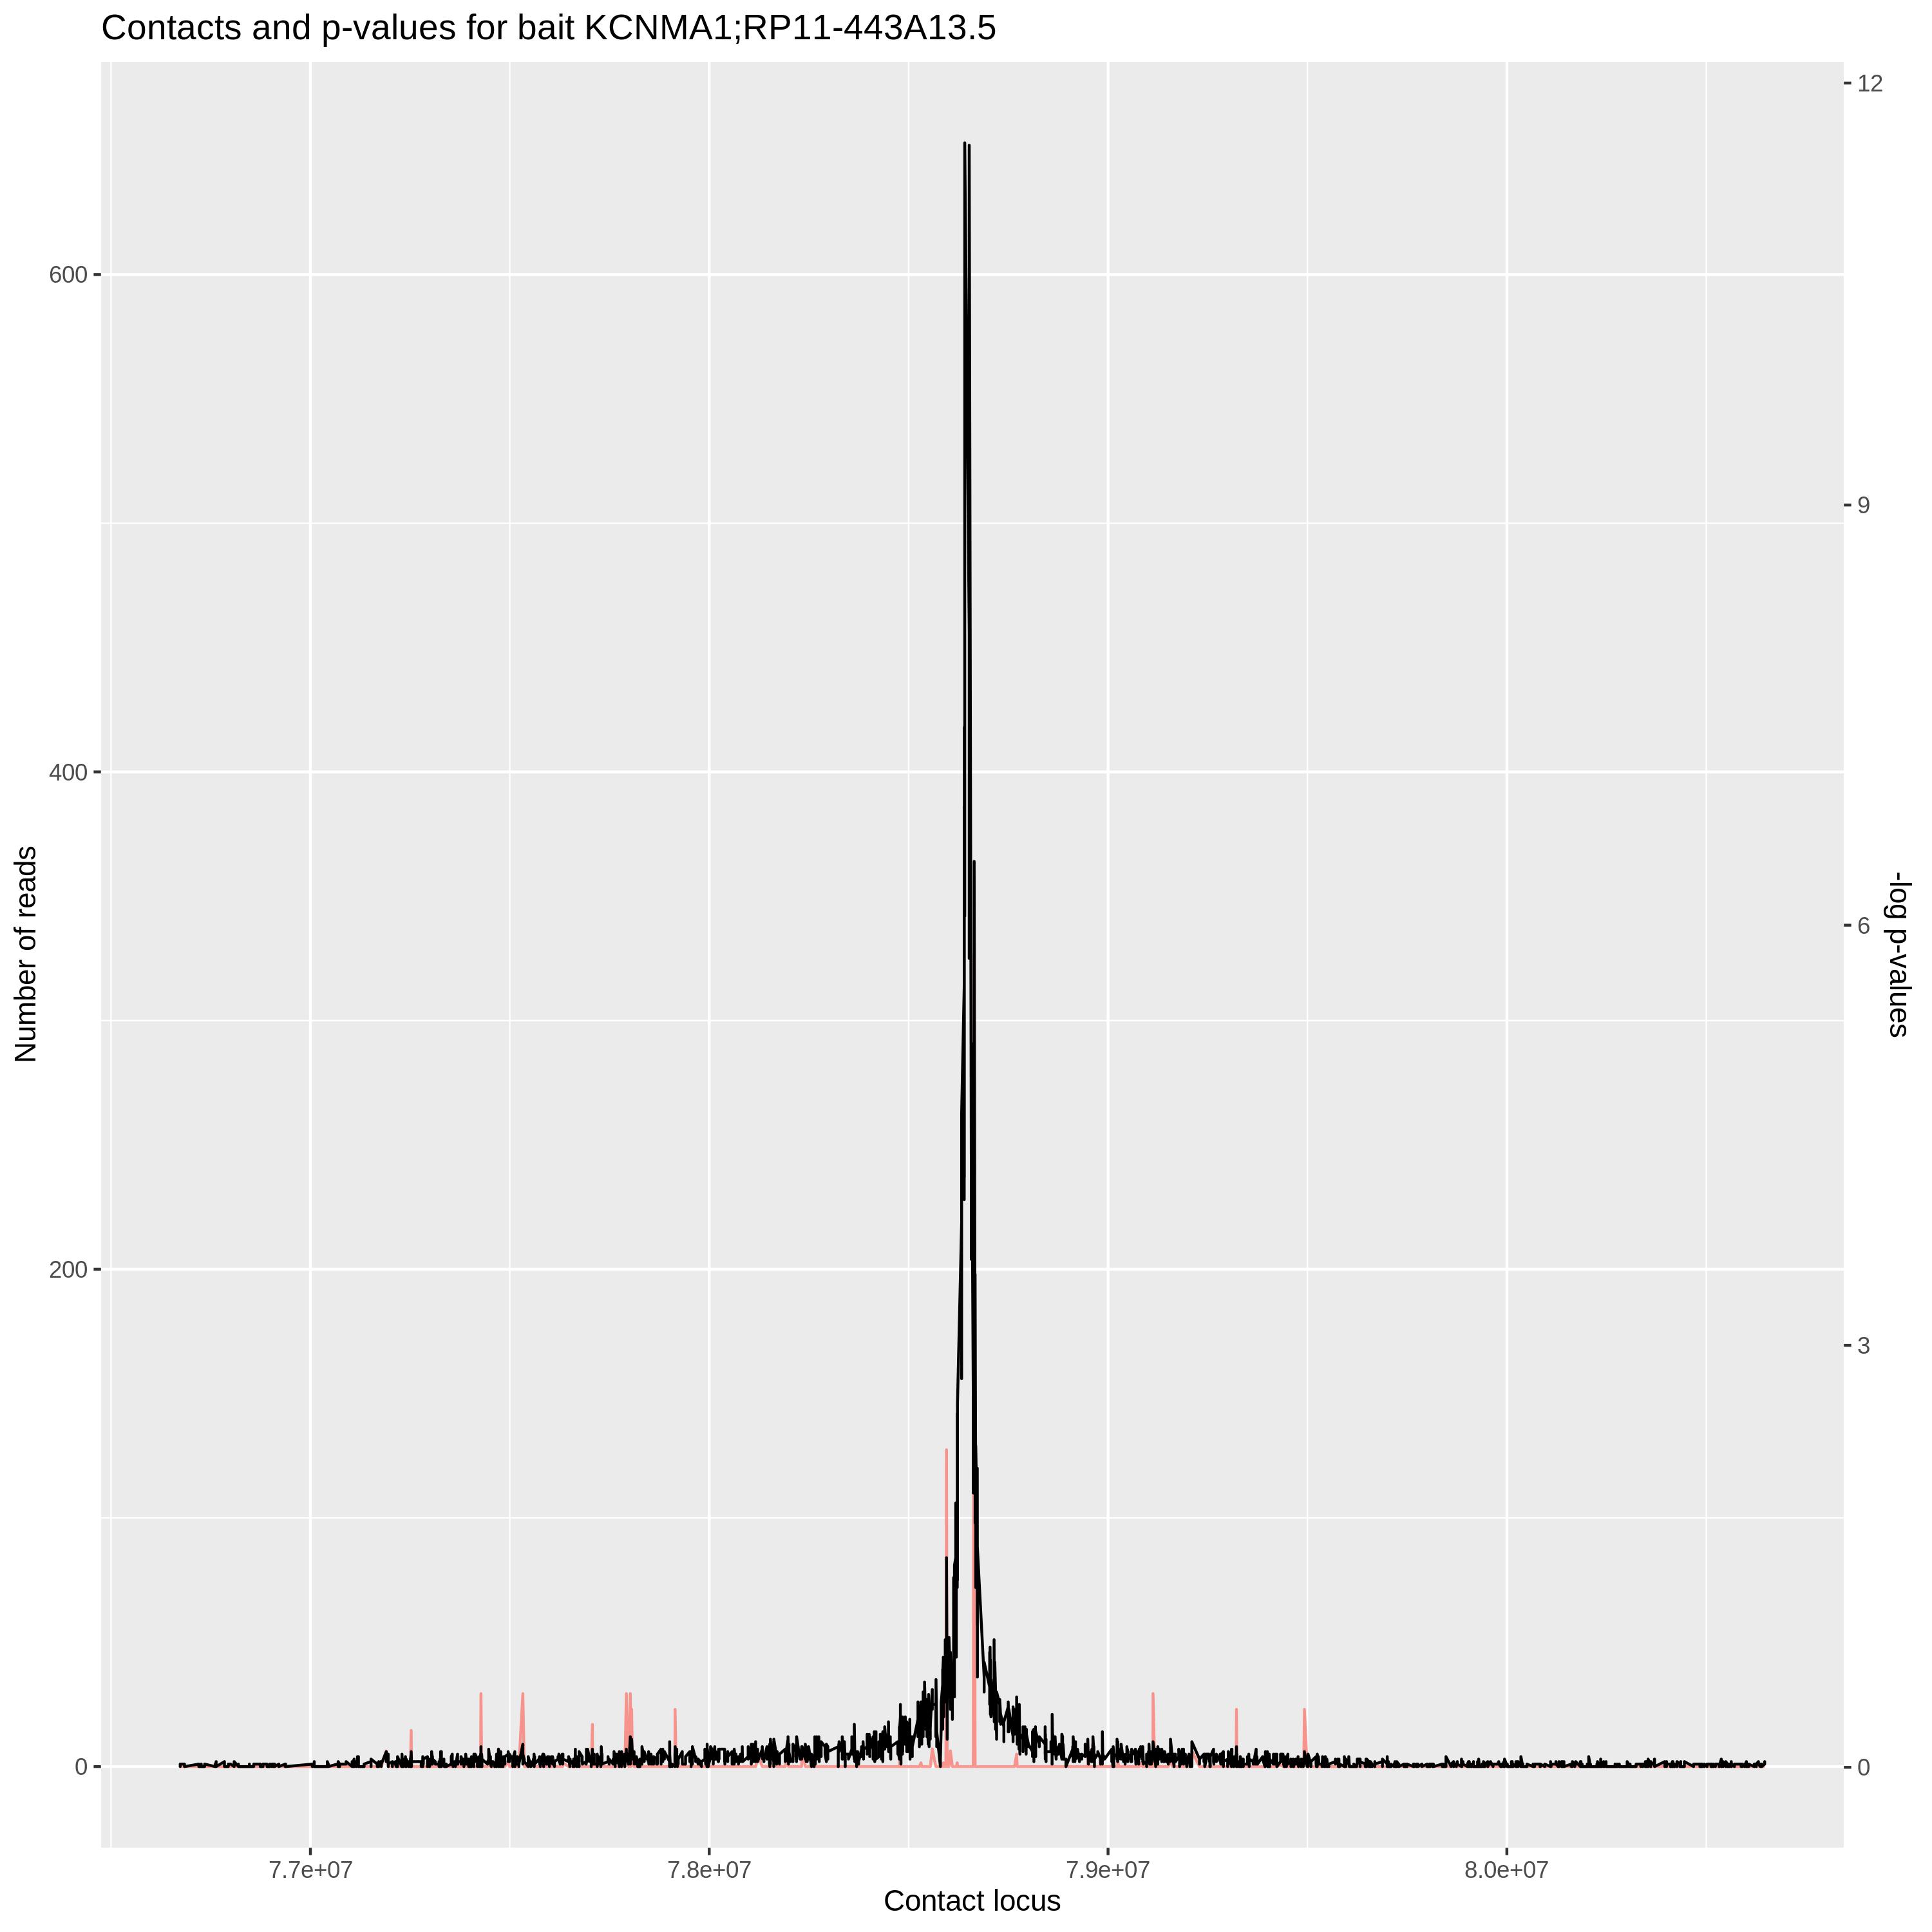 Contacts and p-values for bait KCNMA1;RP11-443A13.5
12
600
9
400
6
Number of reads
-log p-values
200
3
0
0
7.7e+07
7.8e+07
7.9e+07
8.0e+07
Contact locus